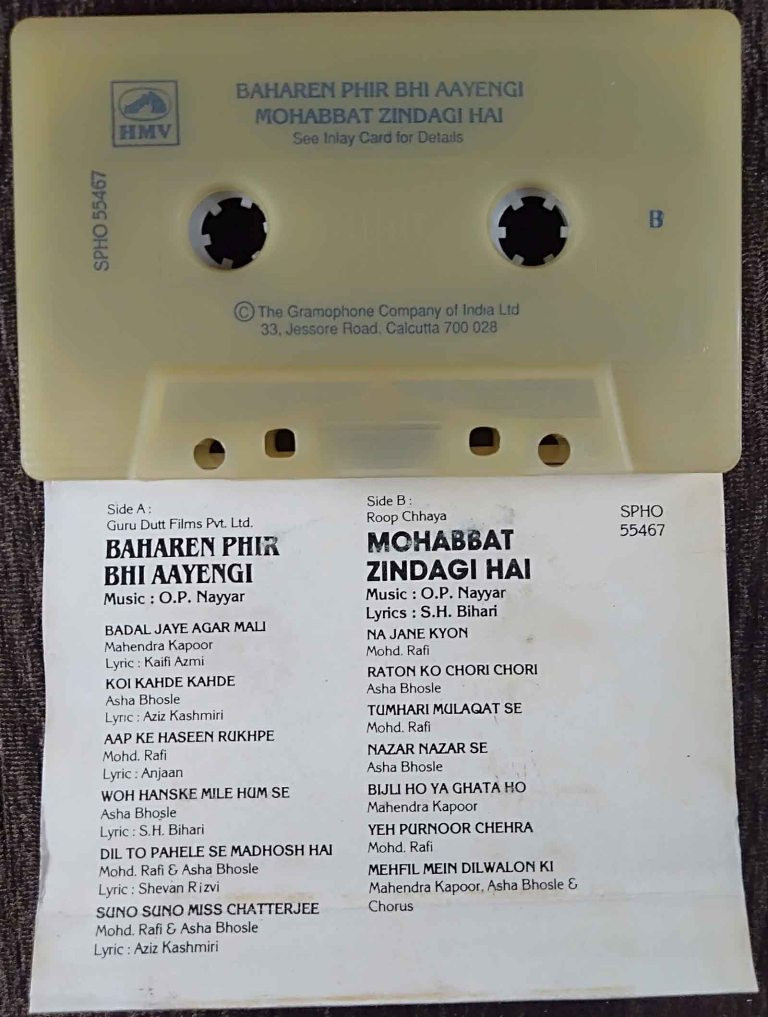 HMV
BAHAREN PHIR BHI AAYENGI
MOHABBAT ZINDAGI HAI
See Inlay Card for Details
SPHO 55467
B
©The Gramophone Company of India Ltd
33, Jessore Road. Calcutta 700 028
Side A :
Guru Dutt Films Pvt. Ltd.
BAHAREN PHIR
BHI AAYENGI
Music : O.P. Nayyar
BADAL JAYE AGAR MALI
Mahendra Kapoor
Lyric : Kaifi Azmi
KOI KAHDE KAHDE
Asha Bhosle
Lyric : Aziz Kashmiri
AAP KE HASEEN RUKHPE
Mohd. Rafi
Lyric : Anjaan
WOH HANSKE MILE HUM SE
Asha Bhosle
Lyric : S.H. Bihari
DIL TO PAHELE SE MADHOSH HAI
Mohd. Rafi & Asha Bhosle
Lyric : Shevan Rizvi
SUNO SUNO MISS CHATTERJEE
Mohd. Rafi & Asha Bhosle
Lyric : Aziz Kashmiri
Side B :
Roop Chhaya
MOHABBAT
ZINDAGI HAI
Music : O.P. Nayyar
Lyrics : S.H. Bihari
NA JANE KYON
Mohd. Rafi
RATON KO CHORI CHORI
Asha Bhosle
TUMHARI MULAQAT SE
Mohd. Rafi
NAZAR NAZAR SE
Asha Bhosle
BIJLI HO YA GHATA HO
Mahendra Kapoor
YEH PURNOOR CHEHRA
Mohd. Rafi
MEHFIL MEIN DILWALON KI
Mahendra Kapoor, Asha Bhosle &
Chorus
SPHO
55467